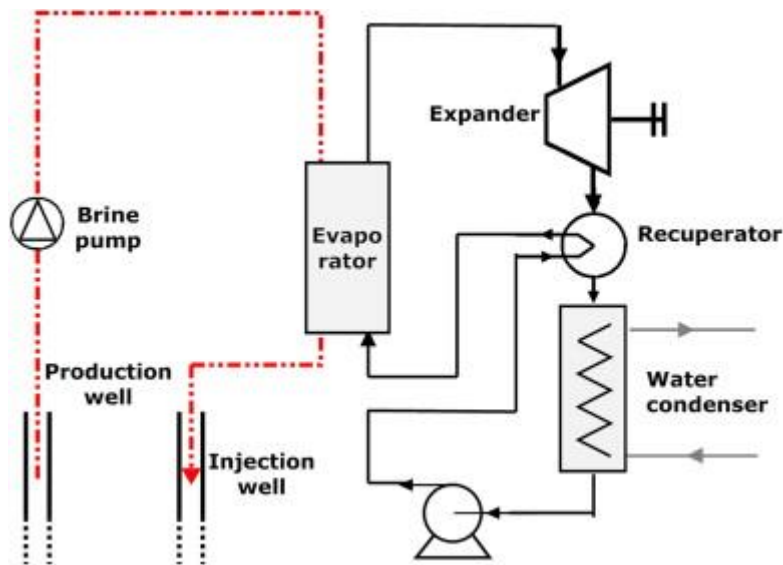 Expander
Brine
pump
Evapo
rator
Recuperator
Production
well
Water
condenser
Injection
well